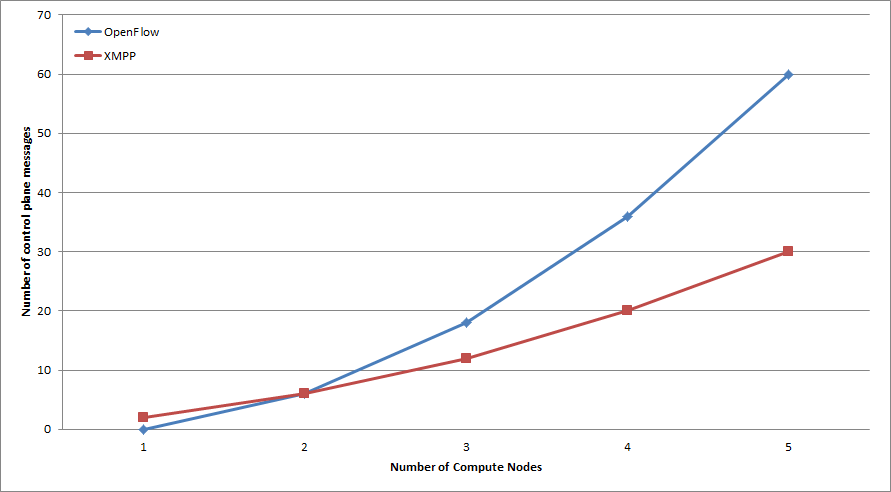 70
60
50
40
30
20
10
0
Number of control plane messages
OpenFlow
XMPP
1 2 3 4 5
Number of Compute Nodes